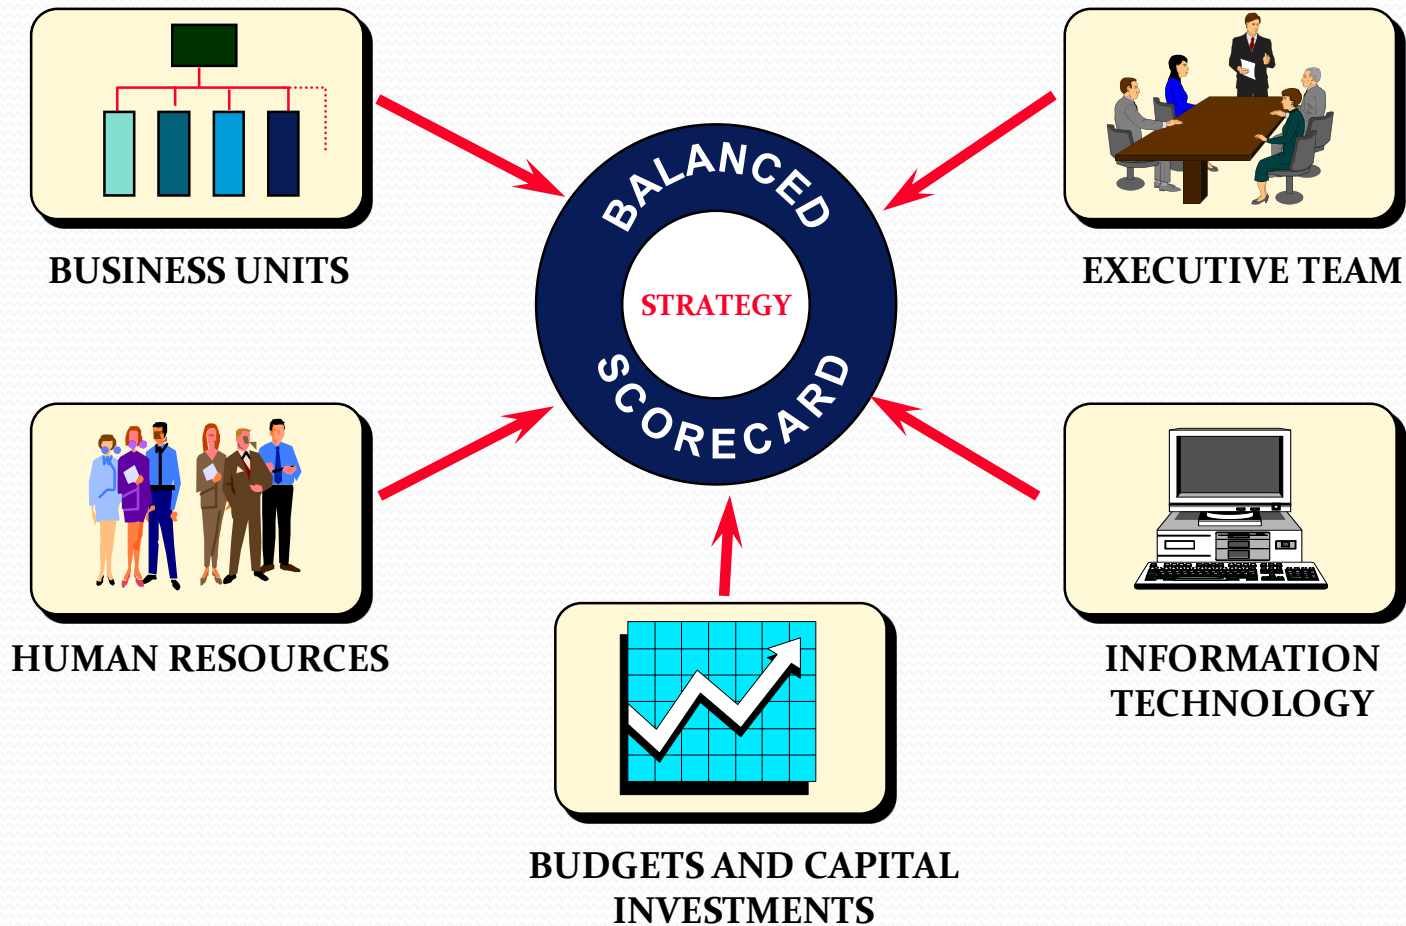 BUSINESS UNITS
EXECUTIVE TEAM
BALANCED
STRATEGY
SCORECARD
HUMAN RESOURCES
INFORMATION
TECHNOLOGY
BUDGETS AND CAPITAL
INVESTMENTS